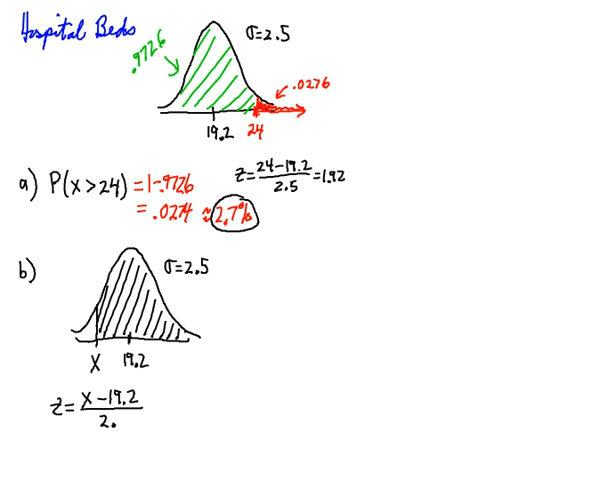 Hospital Beds
σ=2.5
.9726
.0276
19.2 24
a) P(x>24) = 1-.9726
z = 24-19.2 / 2.5 = 1.92
= .0274 ≈ 2.7%
b)
σ=2.5
X 19.2
z = X-19.2 / 2.